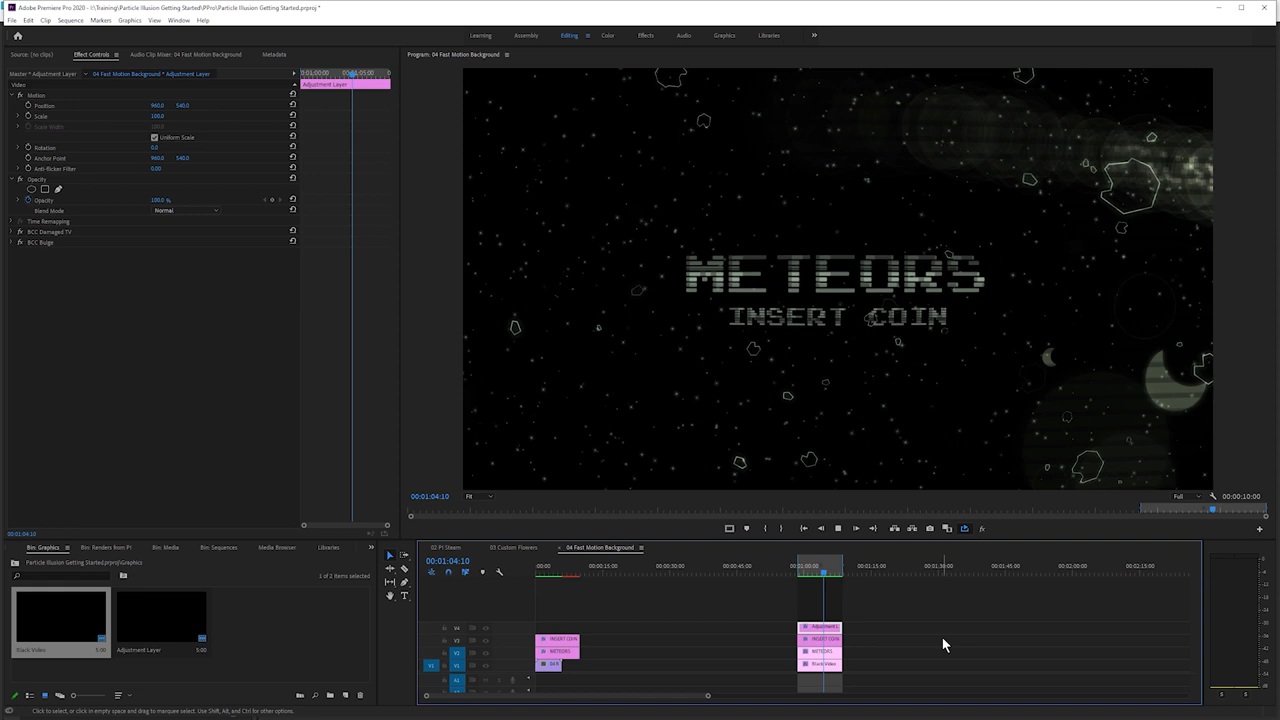 Adobe Premiere Pro 2020 - I:\Training\Particle Illusion Getting Started\PPro\Particle Illusion Getting Started.prproj *
File Edit Clip Sequence Markers Graphics View Window Help
Learning Assembly Editing Color Effects Audio Graphics Libraries
Source: (no clips) Effect Controls Audio Clip Mixer: 04 Fast Motion Background Metadata
Program: 04 Fast Motion Background
Master * Adjustment Layer 04 Fast Motion Background * Adjustment Layer
Video
Adjustment Layer
Motion
Position 960.0 540.0
Scale 100.0
Scale Width 100.0
Uniform Scale
Rotation 0.0
Anchor Point 960.0 540.0
Anti-flicker Filter 0.00
Opacity
Opacity 100.0 %
Blend Mode Normal
Time Remapping
BCC Damaged TV
BCC Bulge
METEORS
INSERT COIN
00:01:04:10 Fit Full 00:00:10:00
00:01:04:10
Bin: Graphics Bin: Renders from PI Bin: Media Bin: Sequences Media Browser Libraries
Particle Illusion Getting Started.prproj\Graphics
1 of 2 items selected
Black Video 5:00 Adjustment Layer 5:00
02 PI Steam 03 Custom Flowers 04 Fast Motion Background
00:01:04:10
:00:00 00:00:15:00 00:00:30:00 00:00:45:00 00:01:00:00 00:01:15:00 00:01:30:00 00:01:45:00 00:02:00:00 00:02:15:00
V4 Adjustment L
V3 INSERT COIN INSERT COIN
V2 METEORS METEORS
V1 V1 Black Video
A1
A2
S S
Click to select, or click in empty space and drag to marquee select. Use Shift, Alt, and Ctrl for other options.